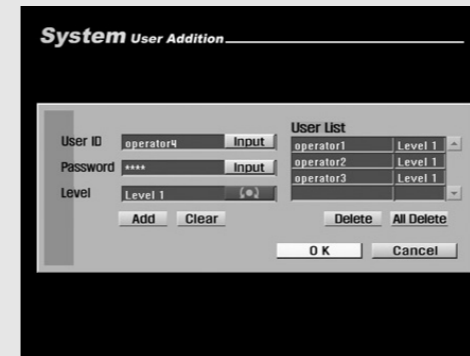 System User Addition
User ID operator4 Input
Password **** Input
Level Level 1
Add Clear
User List
operator1 Level 1
operator2 Level 1
operator3 Level 1
Delete All Delete
OK Cancel